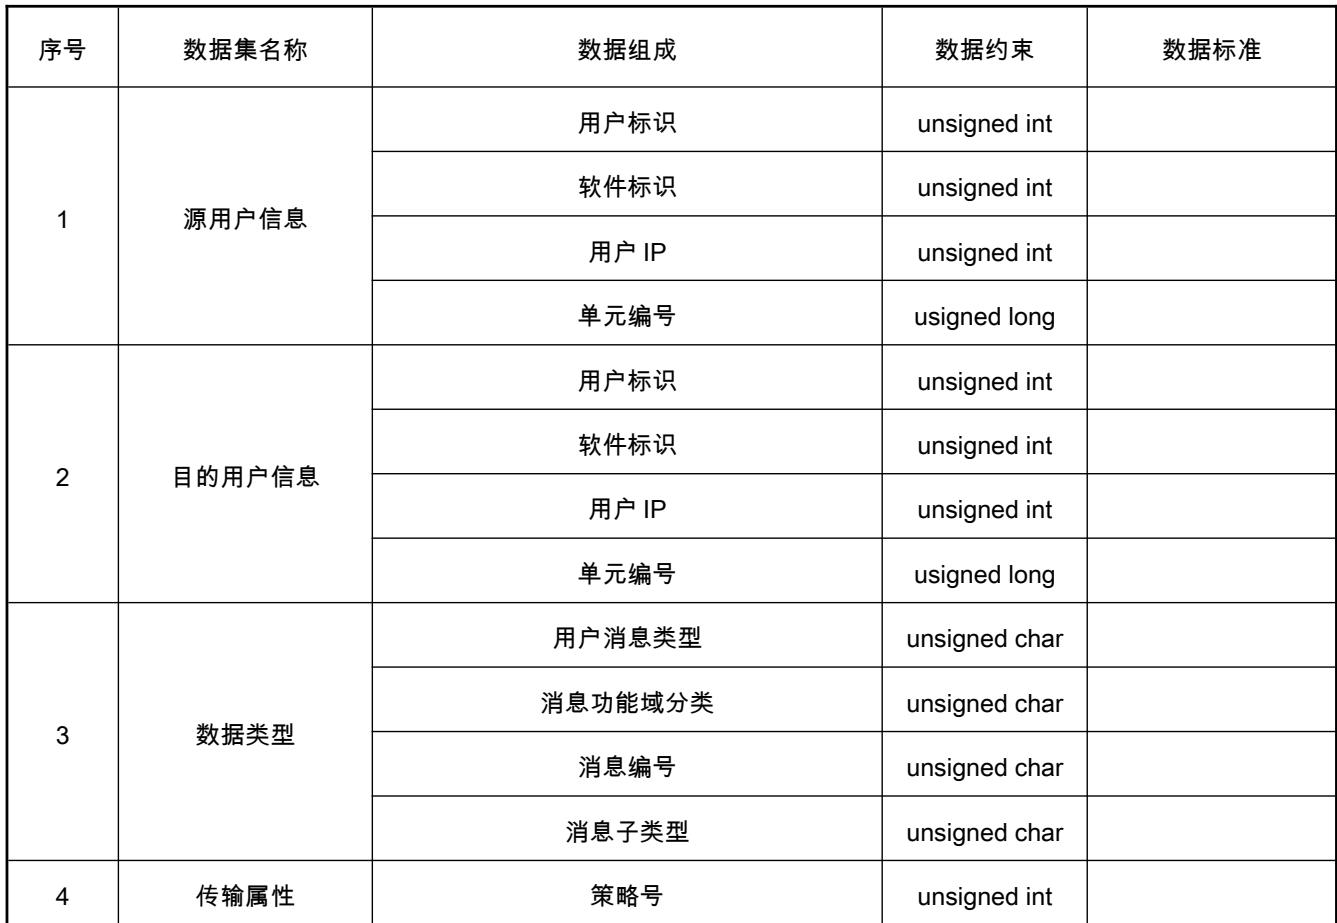 序号 数据集名称 数据组成 数据约束 数据标准
1 源用户信息 用户标识 unsigned int
软件标识 unsigned int
用户 IP unsigned int
单元编号 usigned long
2 目的用户信息 用户标识 unsigned int
软件标识 unsigned int
用户 IP unsigned int
单元编号 usigned long
3 数据类型 用户消息类型 unsigned char
消息功能域分类 unsigned char
消息编号 unsigned char
消息子类型 unsigned char
4 传输属性 策略号 unsigned int